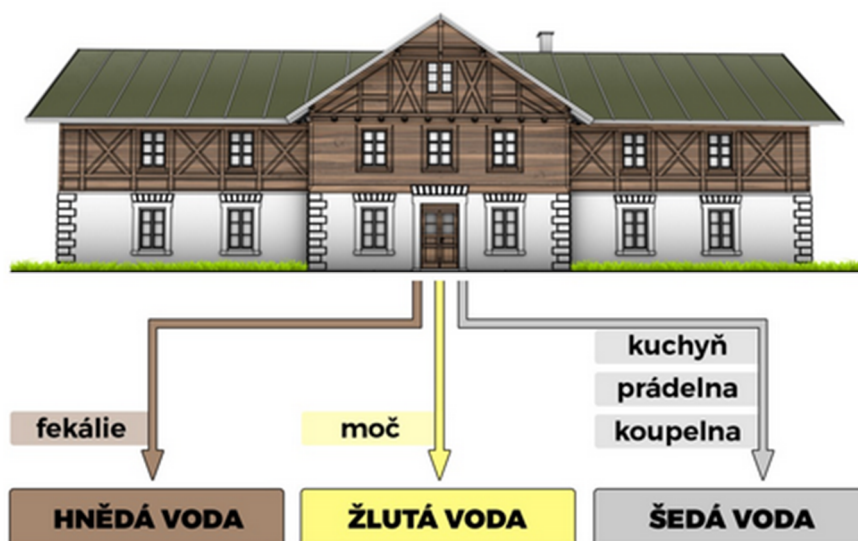 fekálie
HNĚDÁ VODA
moč
ŽLUTÁ VODA
kuchyň
prádelna
koupelna
ŠEDÁ VODA